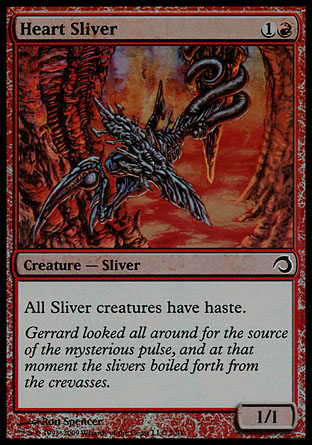 Heart Sliver 1
Creature — Sliver
All Sliver creatures have haste.
Gerrard looked all around for the source
of the mysterious pulse, and at that
moment the slivers boiled forth from
the crevasses.
Ron Spencer
1/1